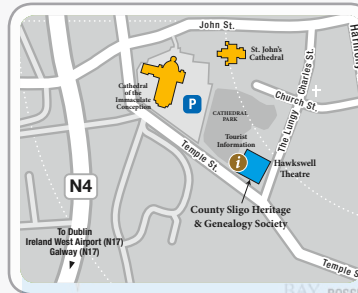 John St.
Harmony
St. John's
Cathedral
Charles St.
Cathedral
of the
Immaculate
Conception
Church St.
P
CATHEDRAL
PARK
The Lungy
Tourist
Information
Temple St.
i
Hawkswell
Theatre
N4
County Sligo Heritage
& Genealogy Society
To Dublin
Ireland West Airport (N17)
Galway (N17)
Temple S